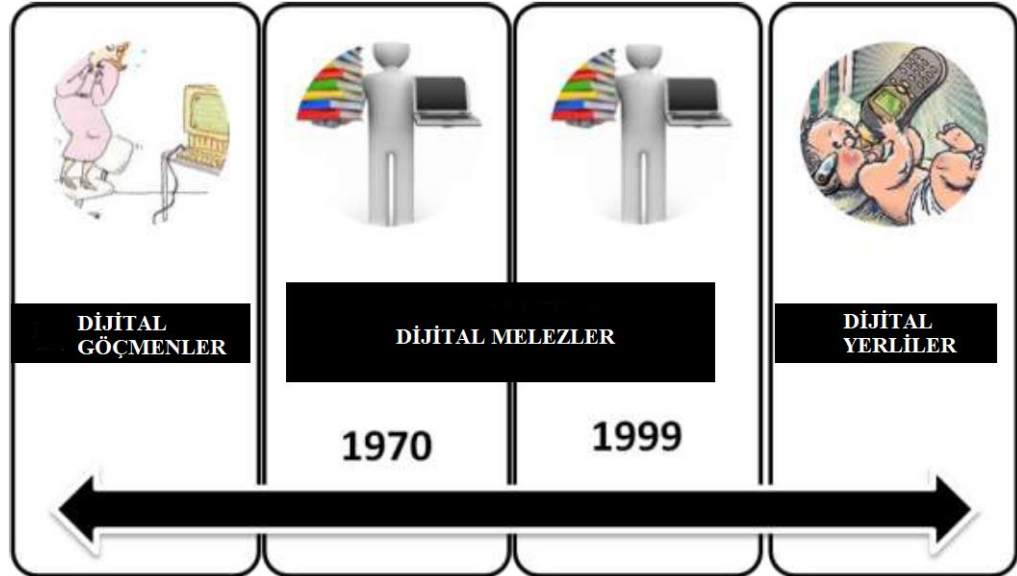 DİJİTAL
GÖÇMENLER
DİJİTAL MELEZLER
DİJİTAL
YERLİLER
1970
1999